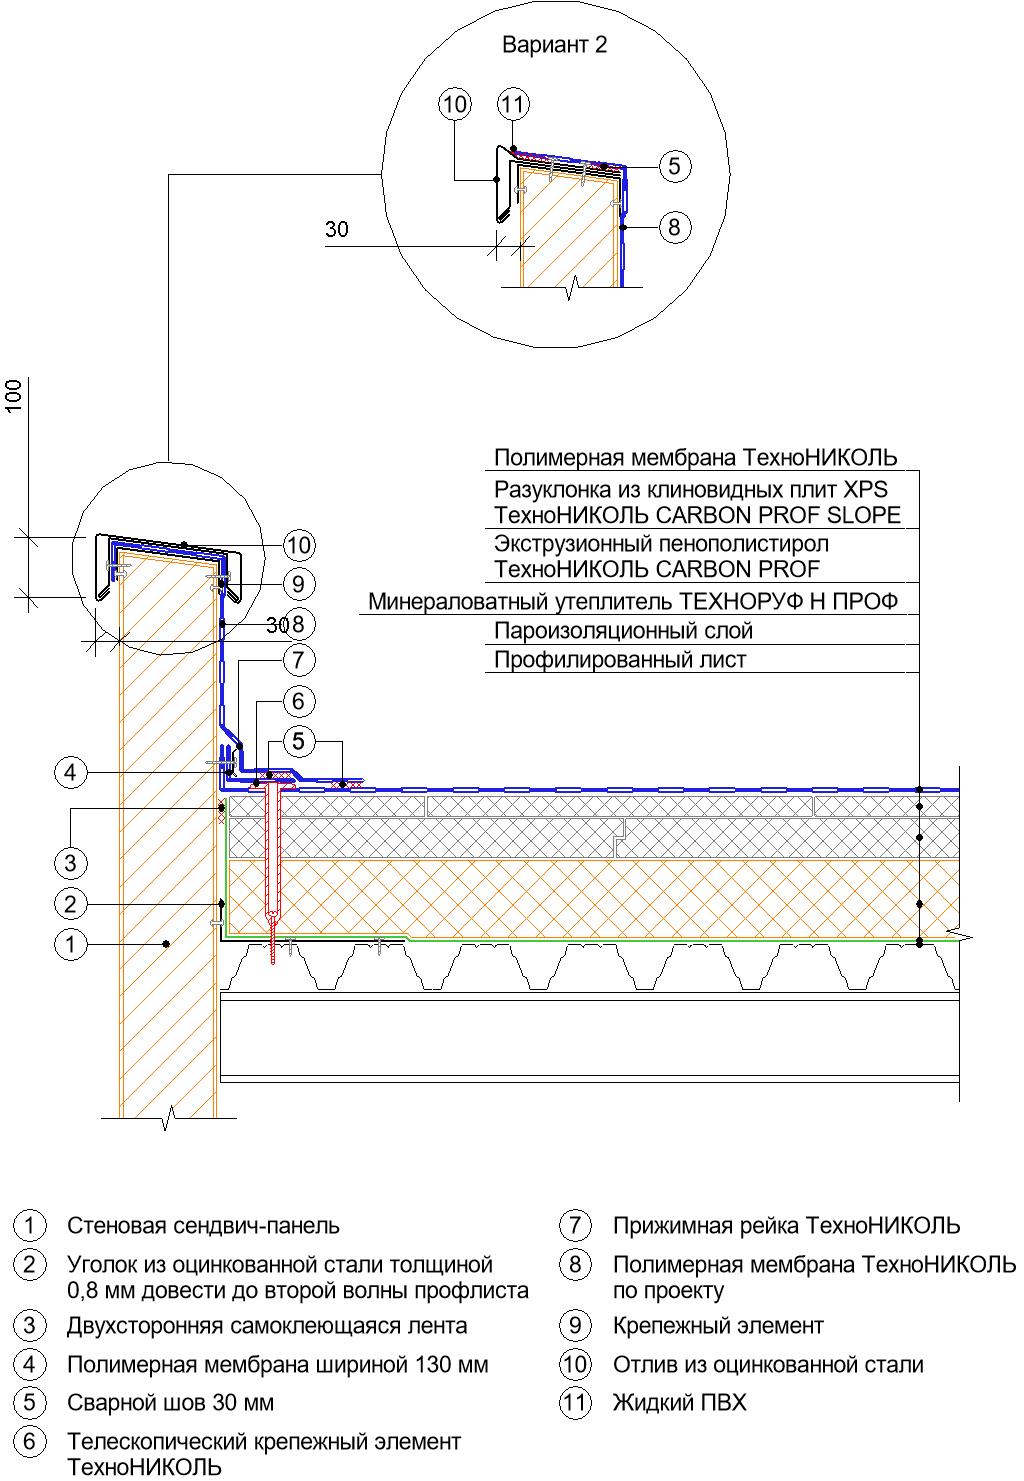 Вариант 2
10
11
5
8
30
100
Полимерная мембрана ТехноНИКОЛЬ
Разуклонка из клиновидных плит XPS
ТехноНИКОЛЬ CARBON PROF SLOPE
Экструзионный пенополистирол
ТехноНИКОЛЬ CARBON PROF
Минераловатный утеплитель ТЕХНОРУФ Н ПРОФ
Пароизоляционный слой
Профилированный лист
10
9
30
8
7
6
5
4
3
2
1
1 Стеновая сендвич-панель
2 Уголок из оцинкованной стали толщиной
0,8 мм довести до второй волны профлиста
3 Двухсторонняя самоклеющаяся лента
4 Полимерная мембрана шириной 130 мм
5 Сварной шов 30 мм
6 Телескопический крепежный элемент
ТехноНИКОЛЬ
7 Прижимная рейка ТехноНИКОЛЬ
8 Полимерная мембрана ТехноНИКОЛЬ
по проекту
9 Крепежный элемент
10 Отлив из оцинкованной стали
11 Жидкий ПВХ